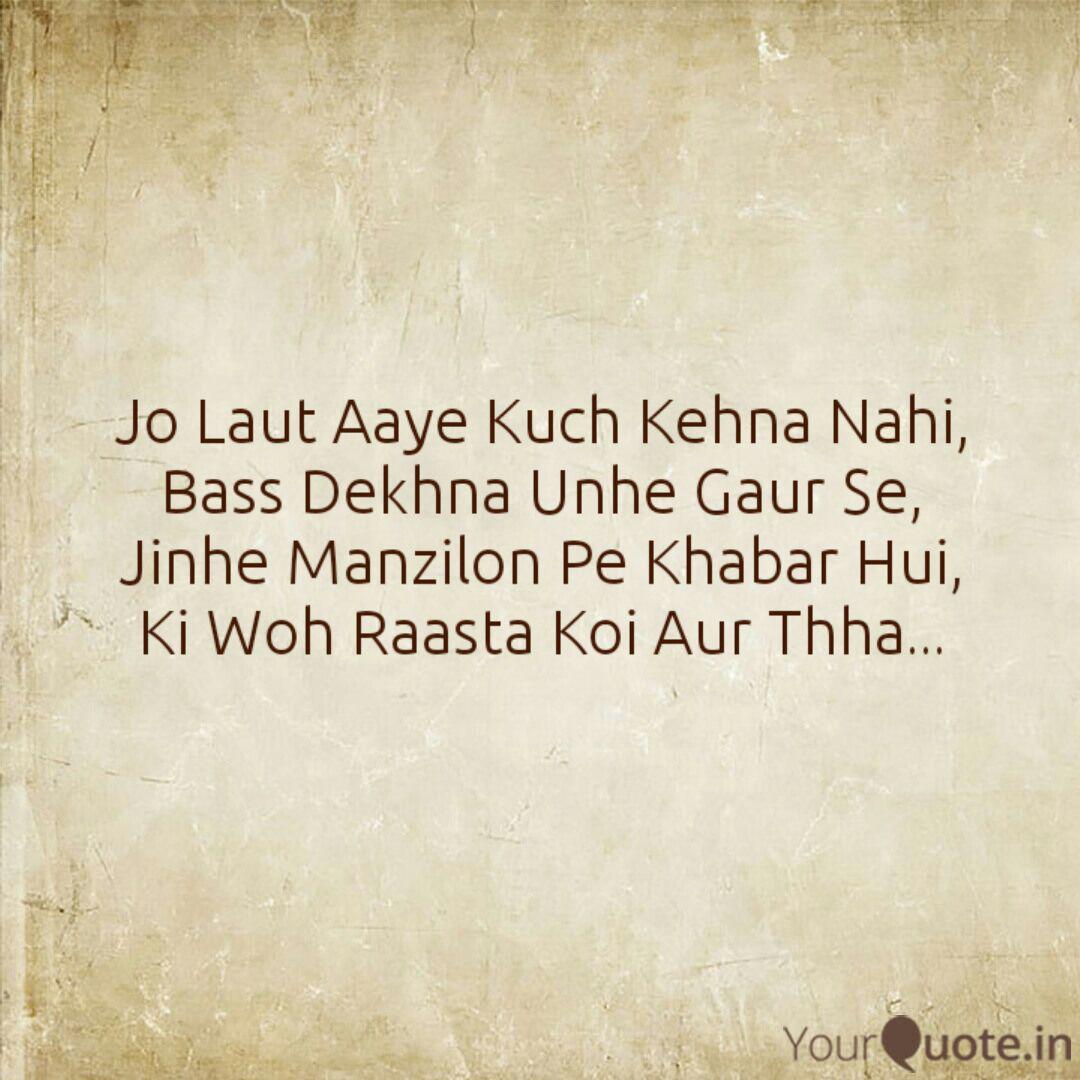 Jo Laut Aaye Kuch Kehna Nahi,
Bass Dekhna Unhe Gaur Se,
Jinhe Manzilon Pe Khabar Hui,
Ki Woh Raasta Koi Aur Thha...
YourQuote.in